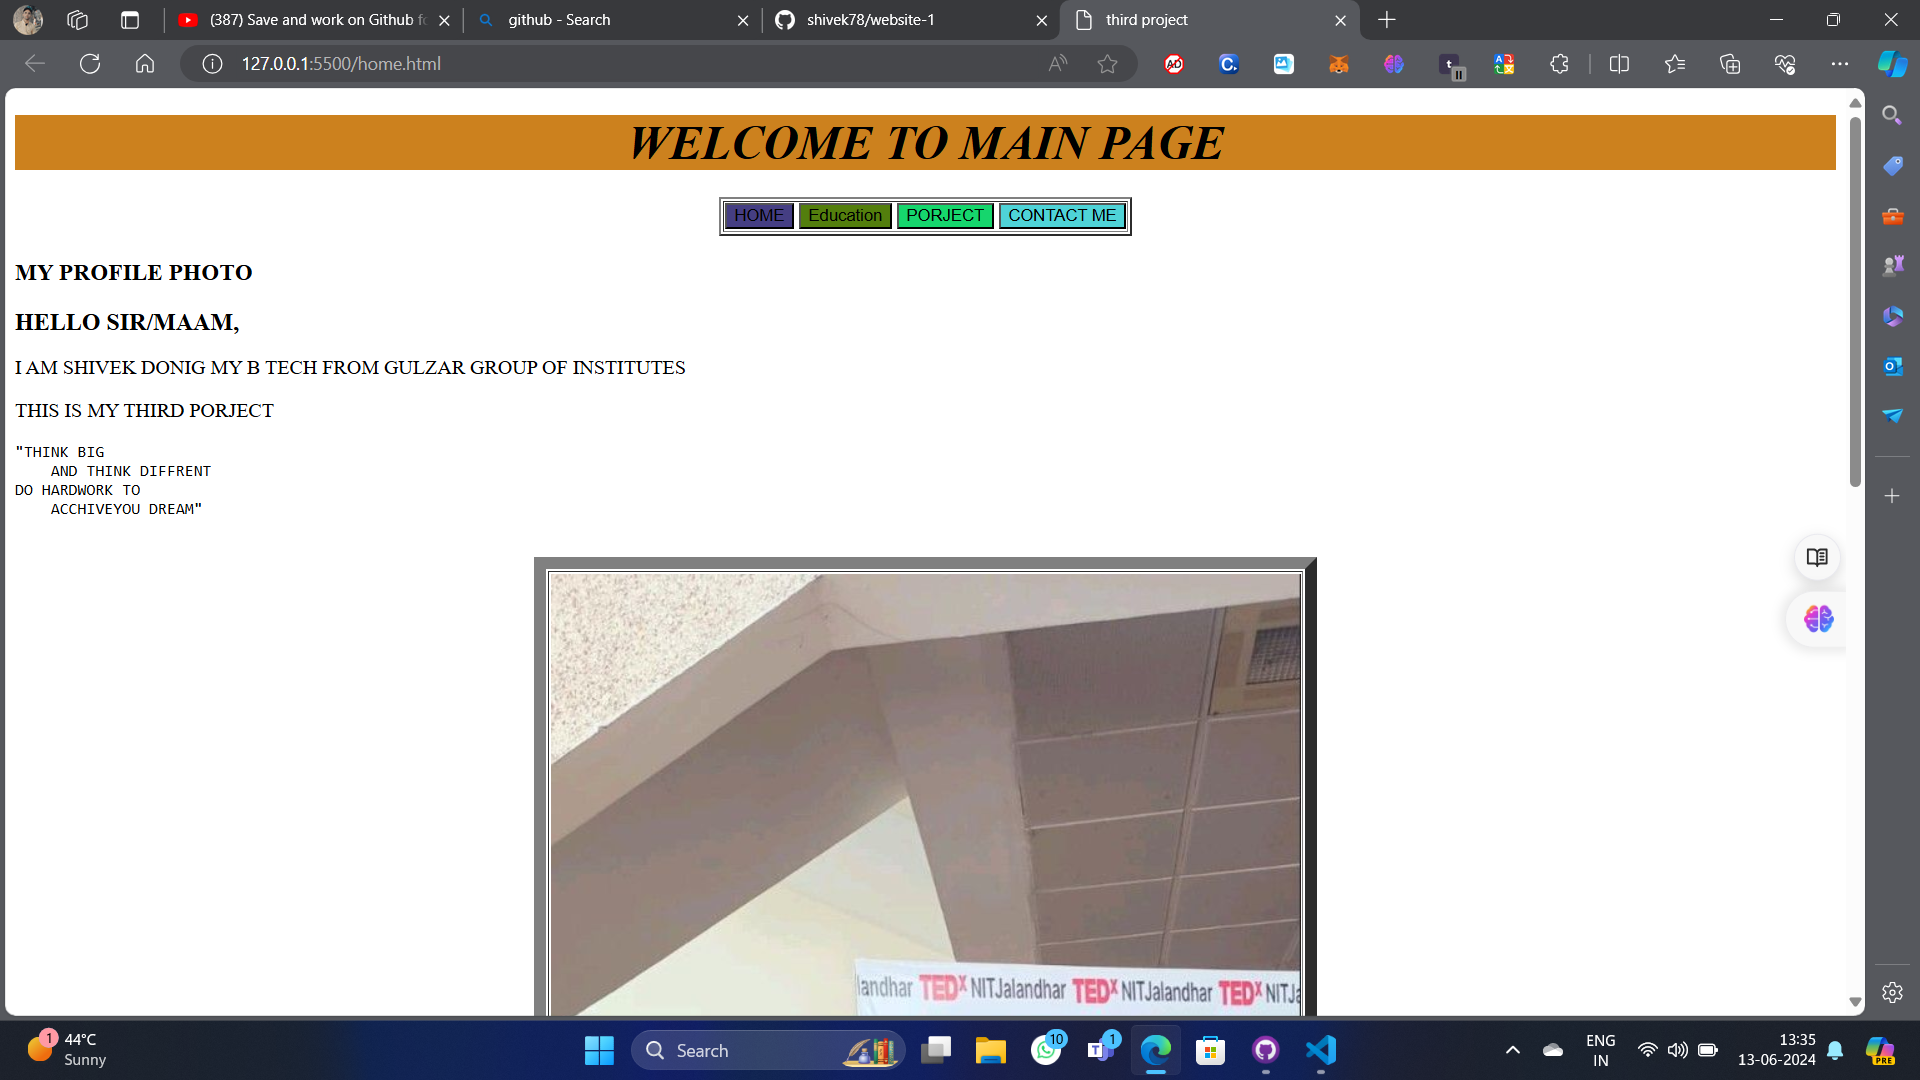 (387) Save and work on Github fo
github - Search
shivek78/website-1
third project
127.0.0.1:5500/home.html
WELCOME TO MAIN PAGE
HOME Education PORJECT CONTACT ME
MY PROFILE PHOTO
HELLO SIR/MAAM,
I AM SHIVEK DONIG MY B TECH FROM GULZAR GROUP OF INSTITUTES
THIS IS MY THIRD PORJECT
"THINK BIG
AND THINK DIFFRENT
DO HARDWORK TO
ACCHIVEYOU DREAM"
landhar TEDx NITJalandhar TEDx NITJalandhar TEDx NITJa
1
44°C
Sunny
Search
10
1
ENG
IN
13:35
13-06-2024
PRE